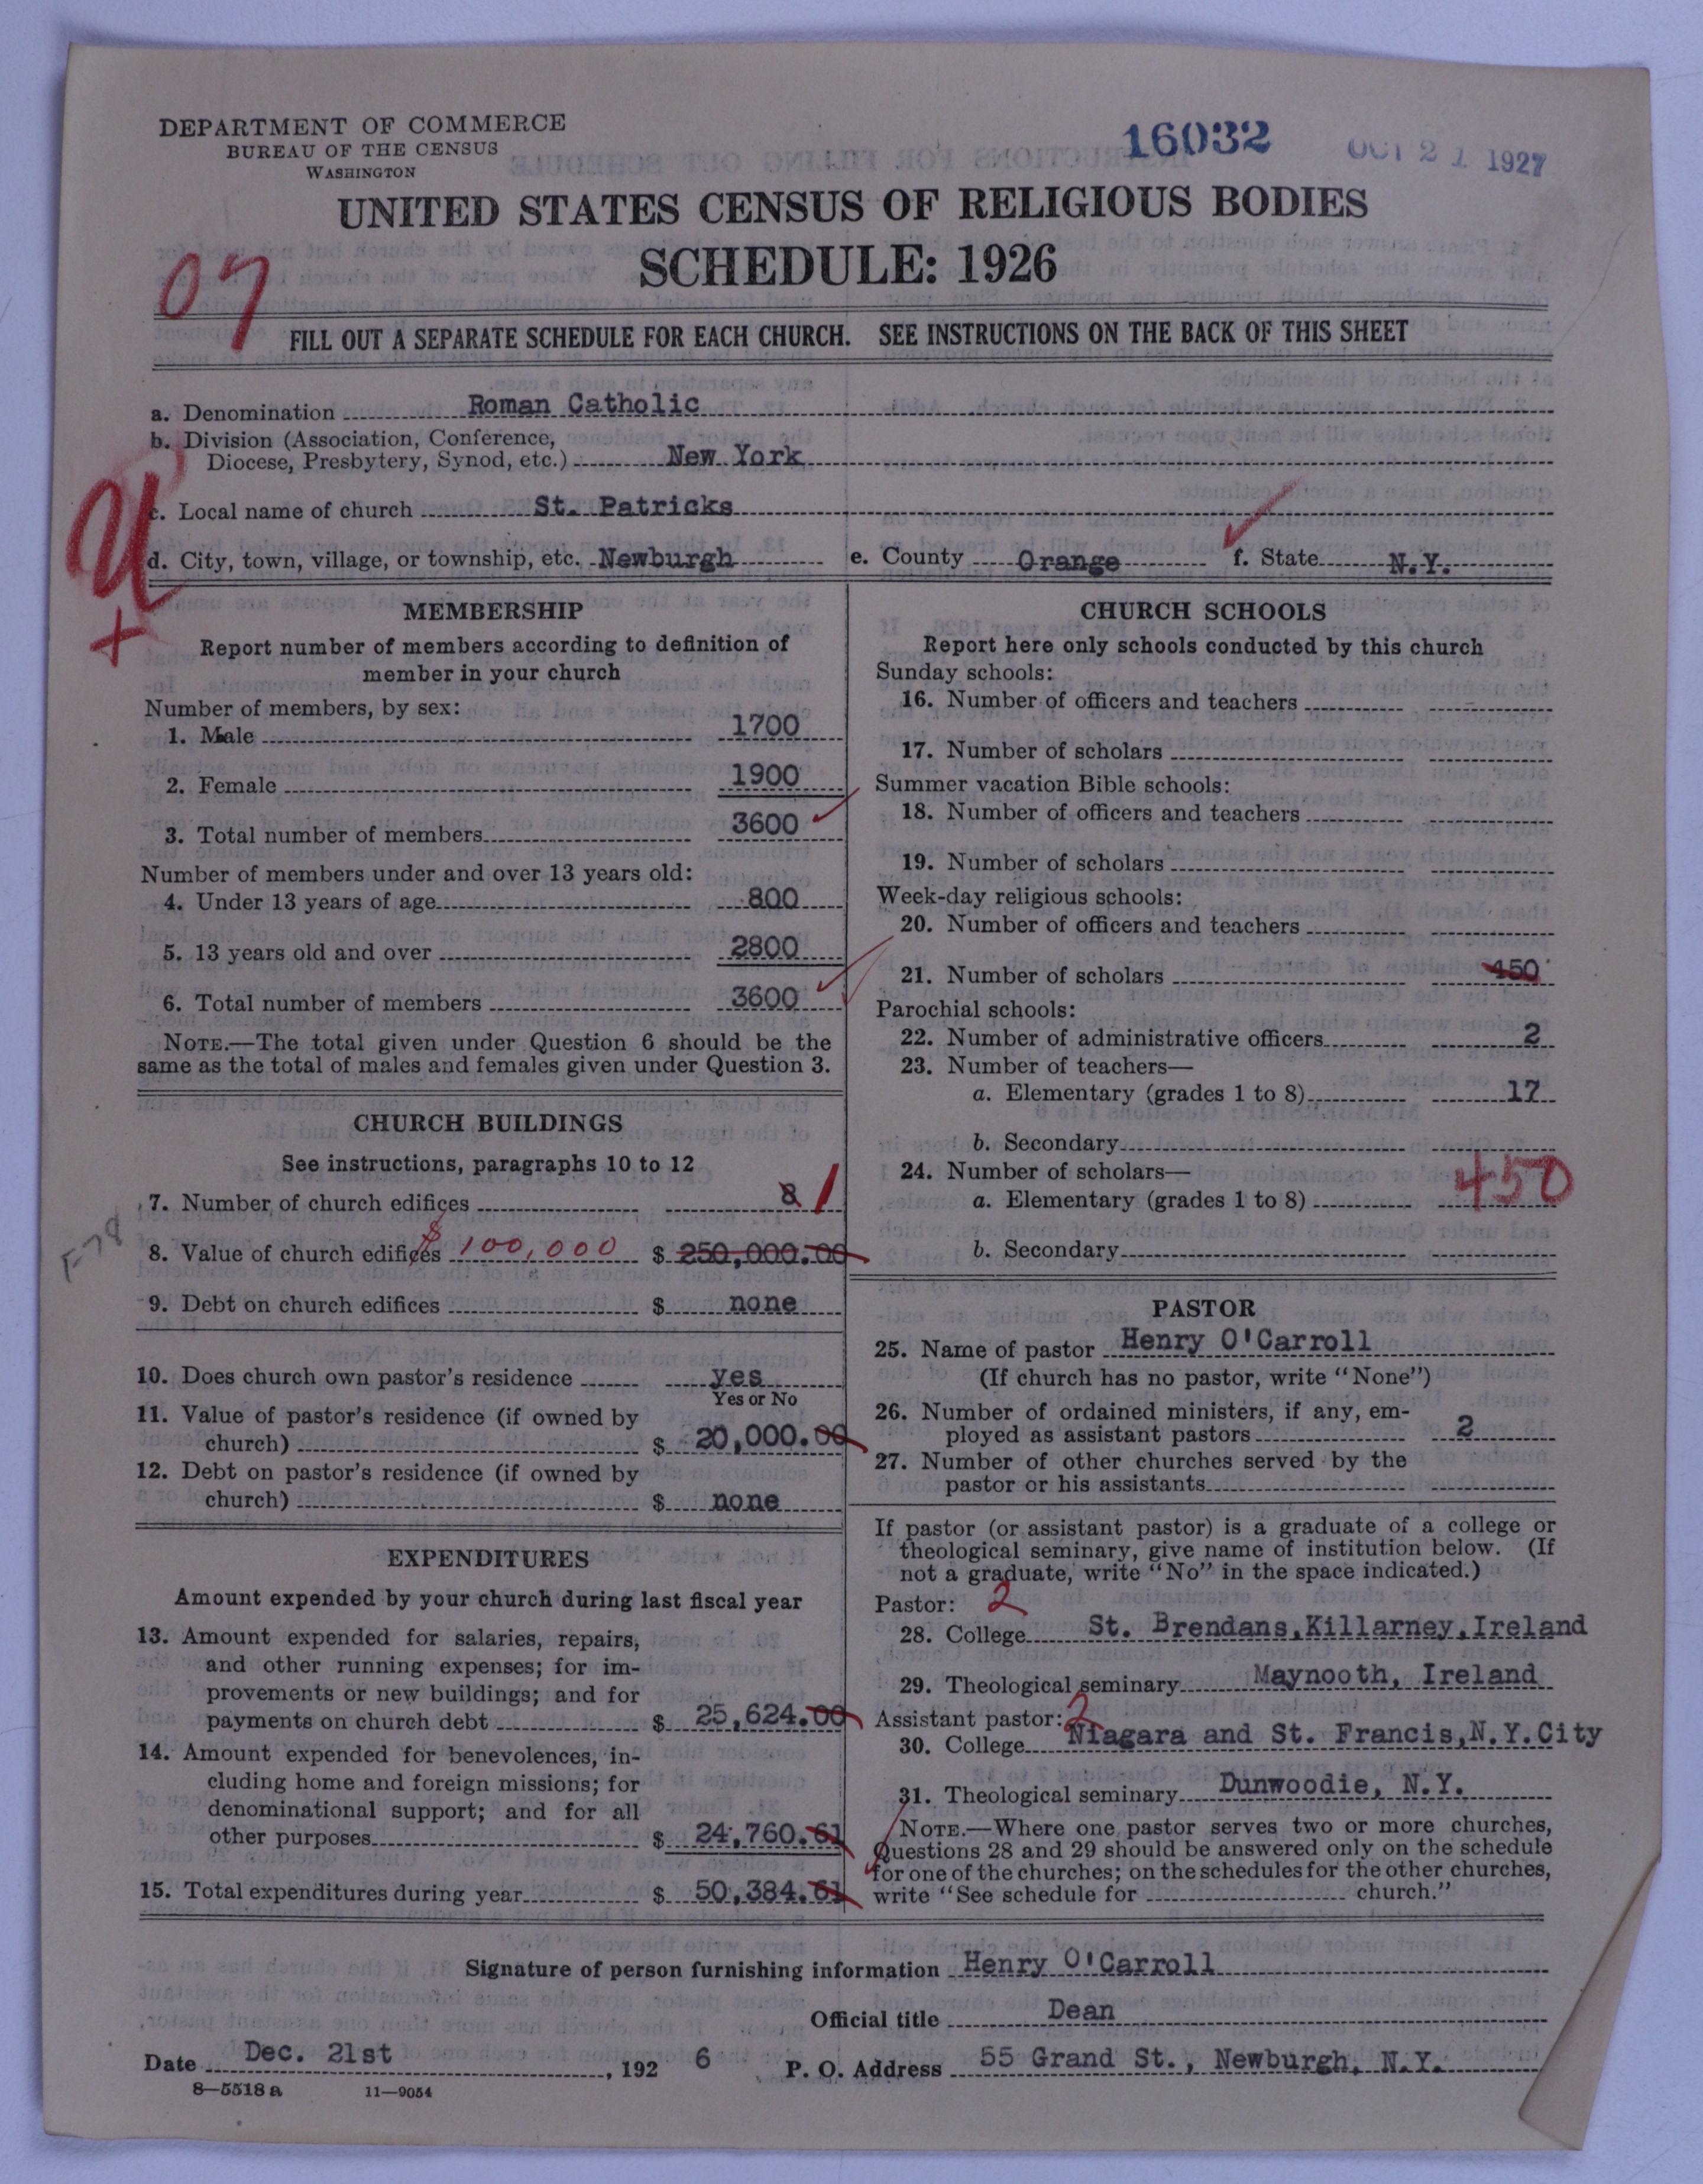 DEPARTMENT OF COMMERCE
BUREAU OF THE CENSUS
WASHINGTON
16032
OCT 21 1927
UNITED STATES CENSUS OF RELIGIOUS BODIES
SCHEDULE: 1926
07
FILL OUT A SEPARATE SCHEDULE FOR EACH CHURCH. SEE INSTRUCTIONS ON THE BACK OF THIS SHEET
a. Denomination Roman Catholic
b. Division (Association, Conference,
Diocese, Presbytery, Synod, etc.) New York
c. Local name of church St. Patricks
d. City, town, village, or township, etc. Newburgh e. County Orange f. State N.Y.
U
+
MEMBERSHIP
Report number of members according to definition of
member in your church
Number of members, by sex:
1. Male 1700
2. Female 1900
3. Total number of members 3600
Number of members under and over 13 years old:
4. Under 13 years of age 800
5. 13 years old and over 2800
6. Total number of members 3600
NOTE.—The total given under Question 6 should be the
same as the total of males and females given under Question 3.
CHURCH BUILDINGS
See instructions, paragraphs 10 to 12
7. Number of church edifices 8 1
F-78
8. Value of church edifices $100,000 $ 250,000.00
9. Debt on church edifices $ none
10. Does church own pastor's residence yes
Yes or No
11. Value of pastor's residence (if owned by
church) $ 20,000.00
12. Debt on pastor's residence (if owned by
church) $ none
EXPENDITURES
Amount expended by your church during last fiscal year
13. Amount expended for salaries, repairs,
and other running expenses; for im-
provements or new buildings; and for
payments on church debt $ 25,624.00
14. Amount expended for benevolences, in-
cluding home and foreign missions; for
denominational support; and for all
other purposes $ 24,760.61
15. Total expenditures during year $ 50,384.61
CHURCH SCHOOLS
Report here only schools conducted by this church
Sunday schools:
16. Number of officers and teachers
17. Number of scholars
Summer vacation Bible schools:
18. Number of officers and teachers
19. Number of scholars
Week-day religious schools:
20. Number of officers and teachers
21. Number of scholars 450
Parochial schools:
22. Number of administrative officers 2
23. Number of teachers—
a. Elementary (grades 1 to 8) 17
b. Secondary
24. Number of scholars—
a. Elementary (grades 1 to 8) 450
b. Secondary
PASTOR
25. Name of pastor Henry O'Carroll
(If church has no pastor, write "None")
26. Number of ordained ministers, if any, em-
ployed as assistant pastors 2
27. Number of other churches served by the
pastor or his assistants
If pastor (or assistant pastor) is a graduate of a college or
theological seminary, give name of institution below. (If
not a graduate, write "No" in the space indicated.)
Pastor: 2
28. College St. Brendans,Killarney,Ireland
29. Theological seminary Maynooth, Ireland
Assistant pastor: 2
30. College Niagara and St. Francis,N.Y.City
31. Theological seminary Dunwoodie, N.Y.
NOTE.—Where one pastor serves two or more churches,
Questions 28 and 29 should be answered only on the schedule
for one of the churches; on the schedules for the other churches,
write "See schedule for church."
Signature of person furnishing information Henry O'Carroll
Official title Dean
Date Dec. 21st, 1926 P. O. Address 55 Grand St., Newburgh, N.Y.
8—5518 a 11—9054